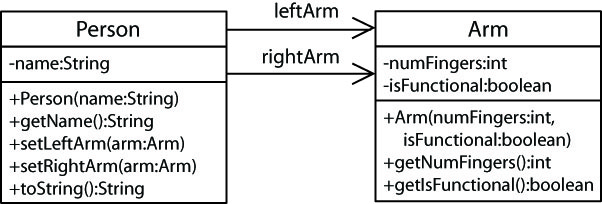 Person
-name:String
+Person(name:String)
+getName():String
+setLeftArm(arm:Arm)
+setRightArm(arm:Arm)
+toString():String
leftArm
rightArm
Arm
-numFingers:int
-isFunctional:boolean
+Arm(numFingers:int,
isFunctional:boolean)
+getNumFingers():int
+getIsFunctional():boolean